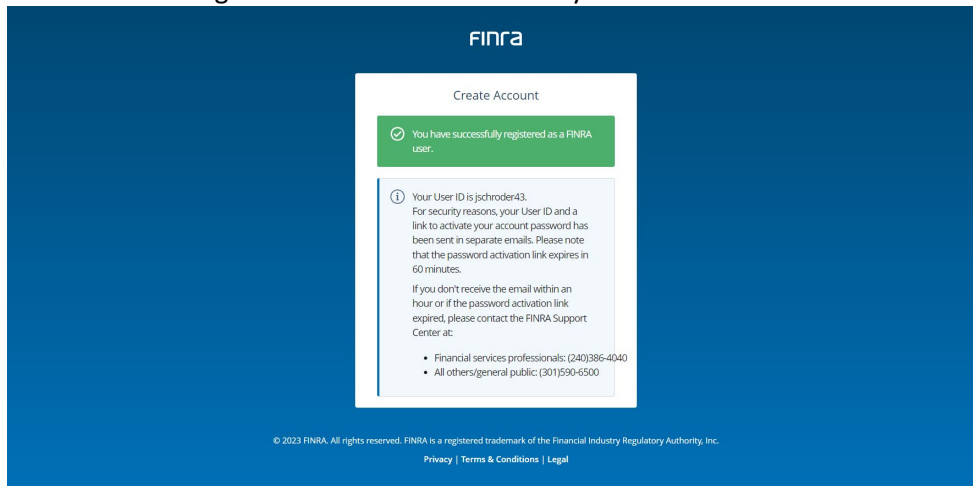 FINRA
Create Account
You have successfully registered as a FINRA
user.
Your User ID is jschroder43.
For security reasons, your User ID and a
link to activate your account password has
been sent in separate emails. Please note
that the password activation link expires in
60 minutes.
If you don't receive the email within an
hour or if the password activation link
expired, please contact the FINRA Support
Center at:
• Financial services professionals: (240)386-4040
• All others/general public: (301)590-6500
© 2023 FINRA. All rights reserved. FINRA is a registered trademark of the Financial Industry Regulatory Authority, Inc.
Privacy | Terms & Conditions | Legal